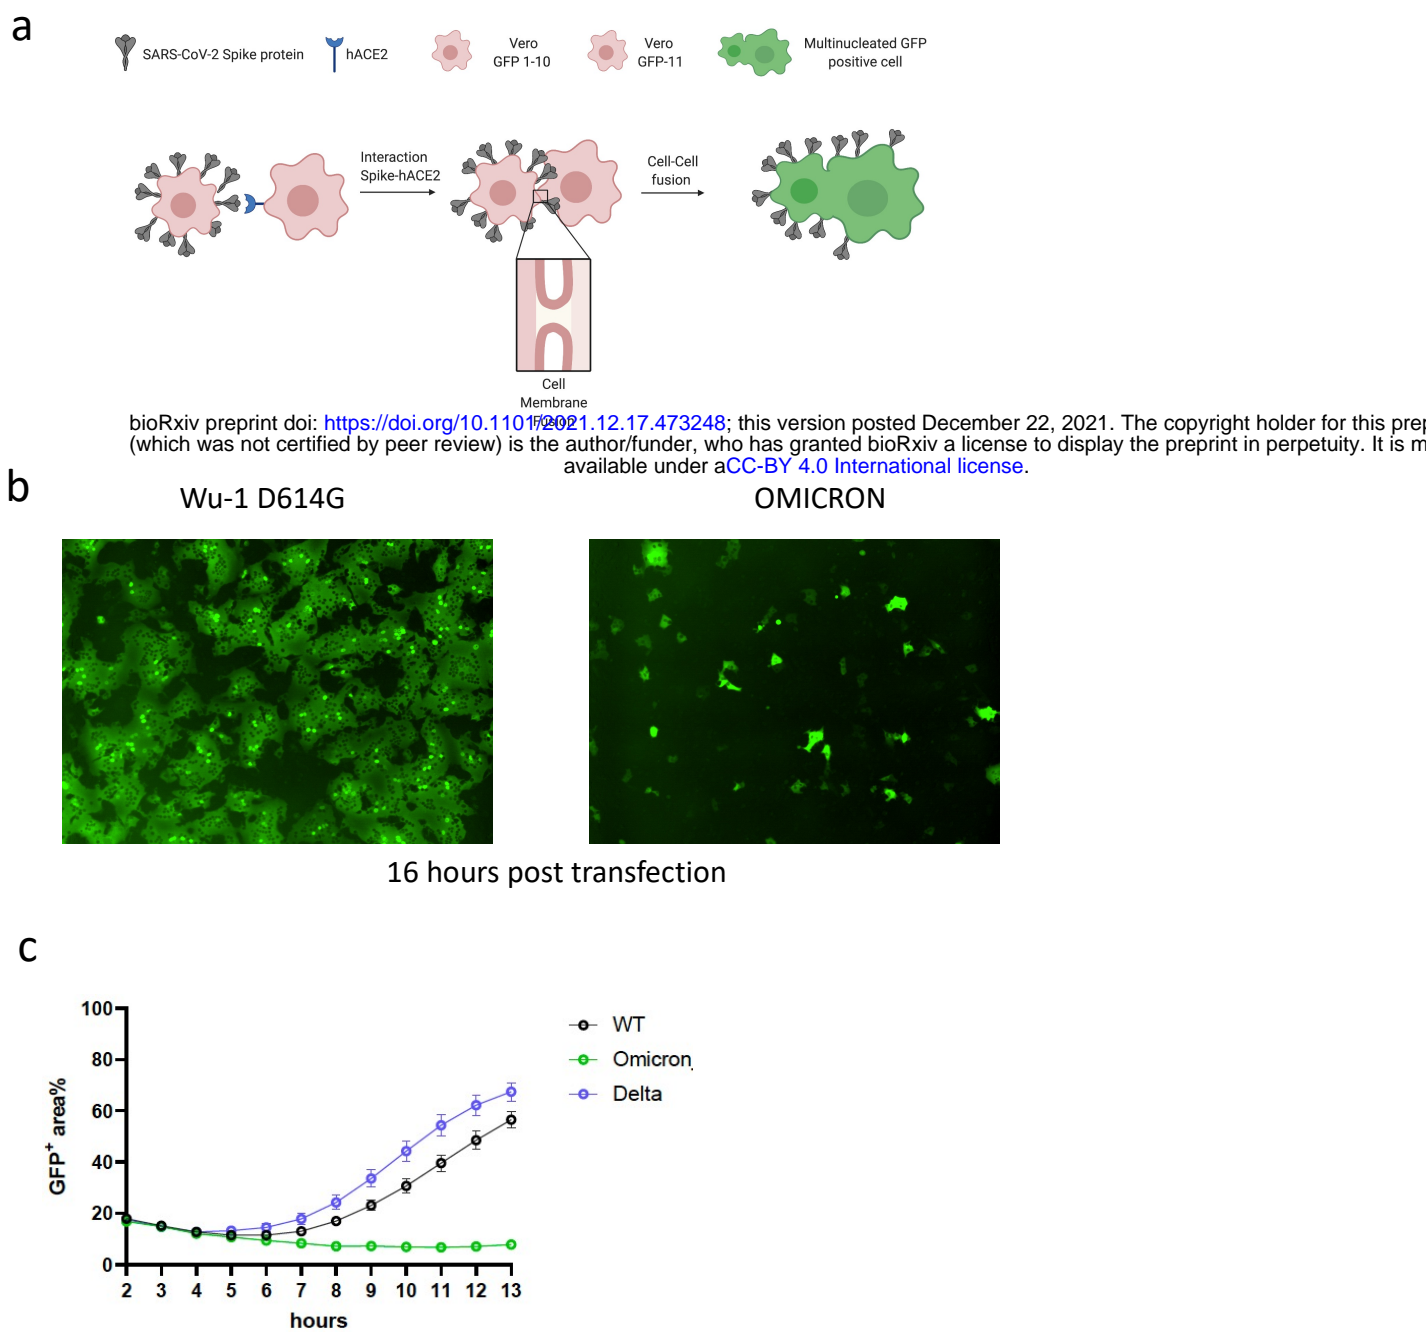 a
SARS-CoV-2 Spike protein
hACE2
Vero
GFP 1-10
Vero
GFP-11
Multinucleated GFP
positive cell
Interaction
Spike-hACE2
Cell-Cell
fusion
Cell
Membrane
Fusion
bioRxiv preprint doi: https://doi.org/10.1101/2021.12.17.473248; this version posted December 22, 2021. The copyright holder for this prep
(which was not certified by peer review) is the author/funder, who has granted bioRxiv a license to display the preprint in perpetuity. It is m
available under aCC-BY 4.0 International license.
b
Wu-1 D614G
OMICRON
16 hours post transfection
c
100
80
60
40
20
0
GFP+ area%
2 3 4 5 6 7 8 9 10 11 12 13
hours
WT
Omicron
Delta